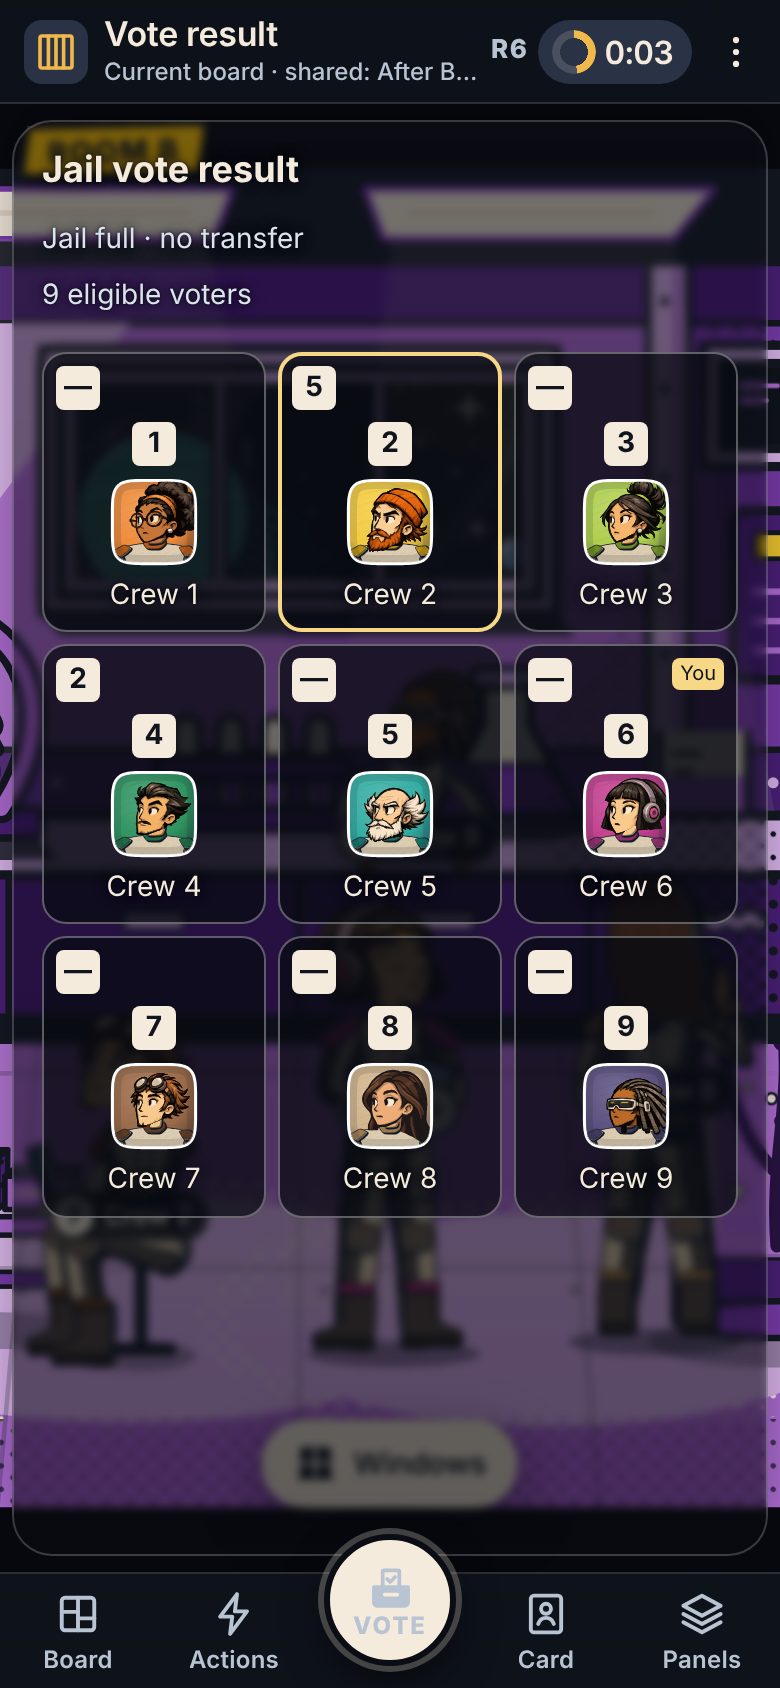 Vote result
Current board · shared: After B...
R6
0:03
ROOM B
Jail vote result
Jail full · no transfer
9 eligible voters
—
1
Crew 1
5
2
Crew 2
—
3
Crew 3
2
4
Crew 4
—
5
Crew 5
—
You
6
Crew 6
—
7
Crew 7
—
8
Crew 8
—
9
Crew 9
Windows
Board
Actions
VOTE
Card
Panels